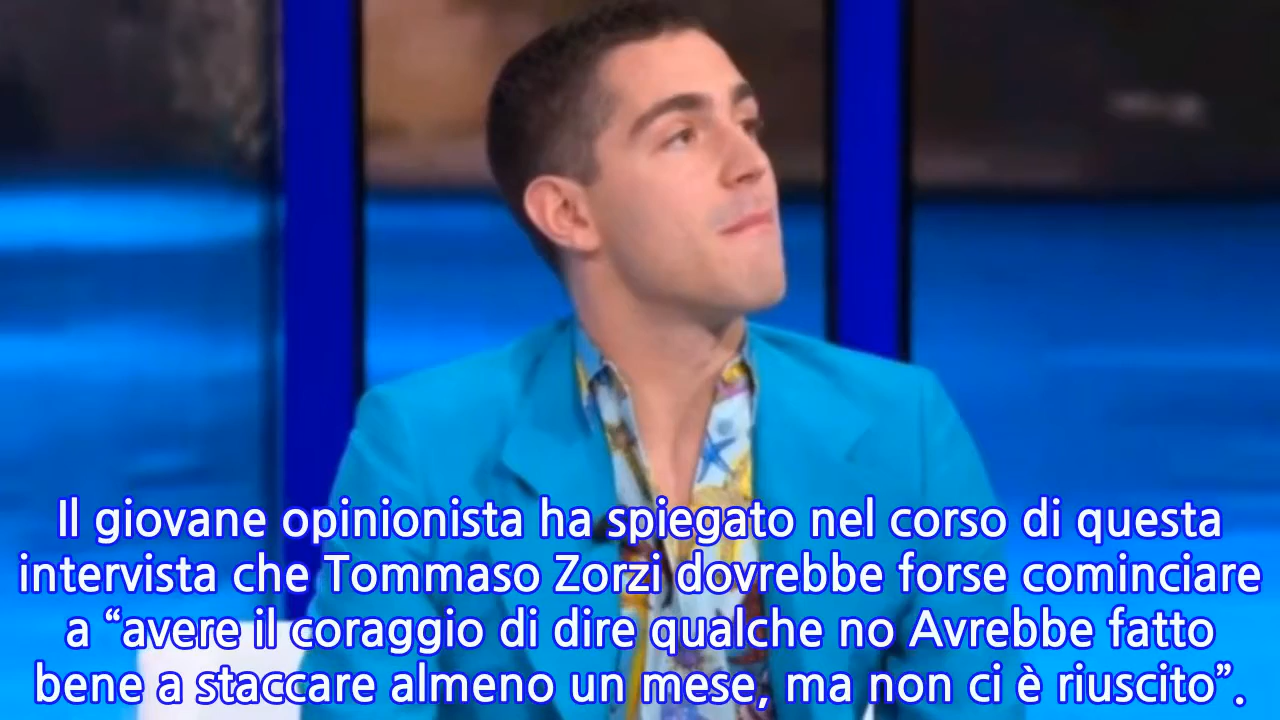 Il giovane opinionista ha spiegato nel corso di questa
intervista che Tommaso Zorzi dovrebbe forse cominciare
a “avere il coraggio di dire qualche no Avrebbe fatto
bene a staccare almeno un mese, ma non ci è riuscito”.